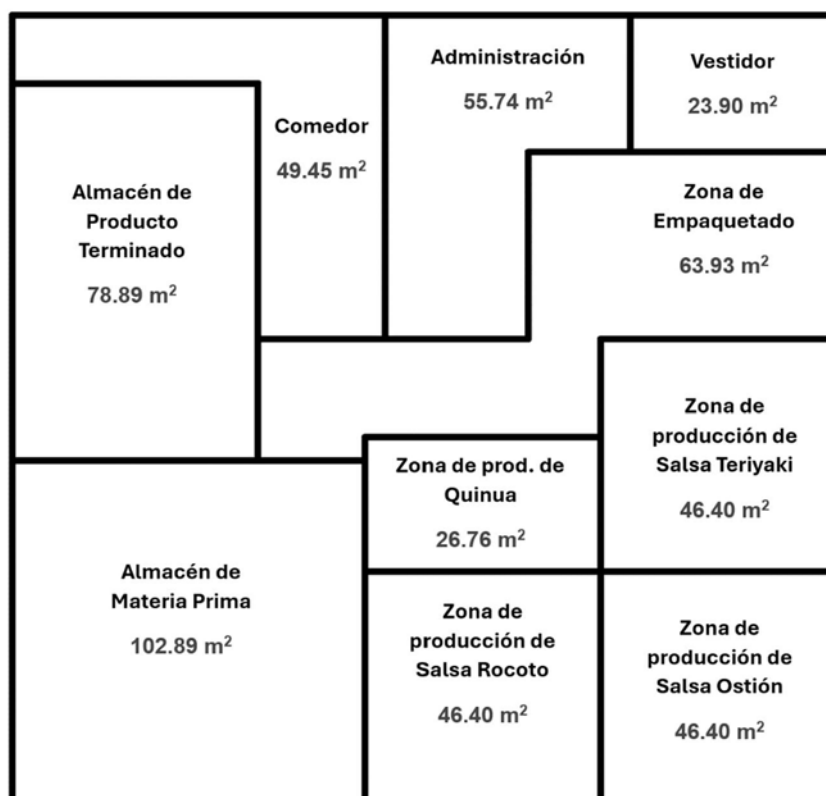 Administración
55.74 m²
Vestidor
23.90 m²
Comedor
49.45 m²
Almacén de
Producto
Terminado
78.89 m²
Zona de
Empaquetado
63.93 m²
Zona de
producción de
Salsa Teriyaki
46.40 m²
Zona de prod. de
Quinua
26.76 m²
Almacén de
Materia Prima
102.89 m²
Zona de
producción de
Salsa Rocoto
46.40 m²
Zona de
producción de
Salsa Ostión
46.40 m²